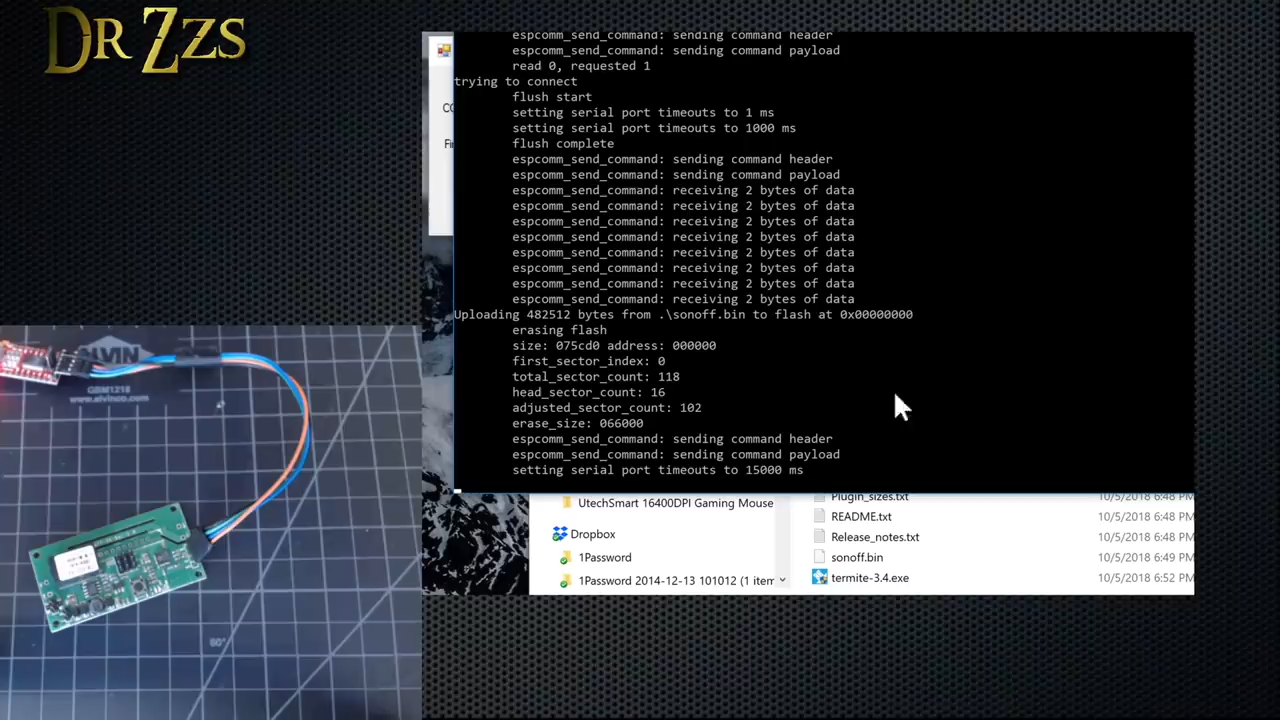 DR ZZS
espcomm_send_command: sending command header
espcomm_send_command: sending command payload
read 0, requested 1
trying to connect
flush start
setting serial port timeouts to 1 ms
setting serial port timeouts to 1000 ms
flush complete
espcomm_send_command: sending command header
espcomm_send_command: sending command payload
espcomm_send_command: receiving 2 bytes of data
espcomm_send_command: receiving 2 bytes of data
espcomm_send_command: receiving 2 bytes of data
espcomm_send_command: receiving 2 bytes of data
espcomm_send_command: receiving 2 bytes of data
espcomm_send_command: receiving 2 bytes of data
espcomm_send_command: receiving 2 bytes of data
espcomm_send_command: receiving 2 bytes of data
Uploading 482512 bytes from .\sonoff.bin to flash at 0x00000000
erasing flash
size: 075cd0 address: 000000
first_sector_index: 0
total_sector_count: 118
head_sector_count: 16
adjusted_sector_count: 102
erase_size: 066000
espcomm_send_command: sending command header
espcomm_send_command: sending command payload
setting serial port timeouts to 15000 ms
UtechSmart 16400DPI Gaming Mouse
Dropbox
1Password
1Password 2014-12-13 101012 (1 item
Plugin_sizes.txt 10/5/2018 6:48 PM
README.txt 10/5/2018 6:48 PM
Release_notes.txt 10/5/2018 6:48 PM
sonoff.bin 10/5/2018 6:49 PM
termite-3.4.exe 10/5/2018 6:52 PM
ALVIN
GBM1218
www.alvinco.com
60°